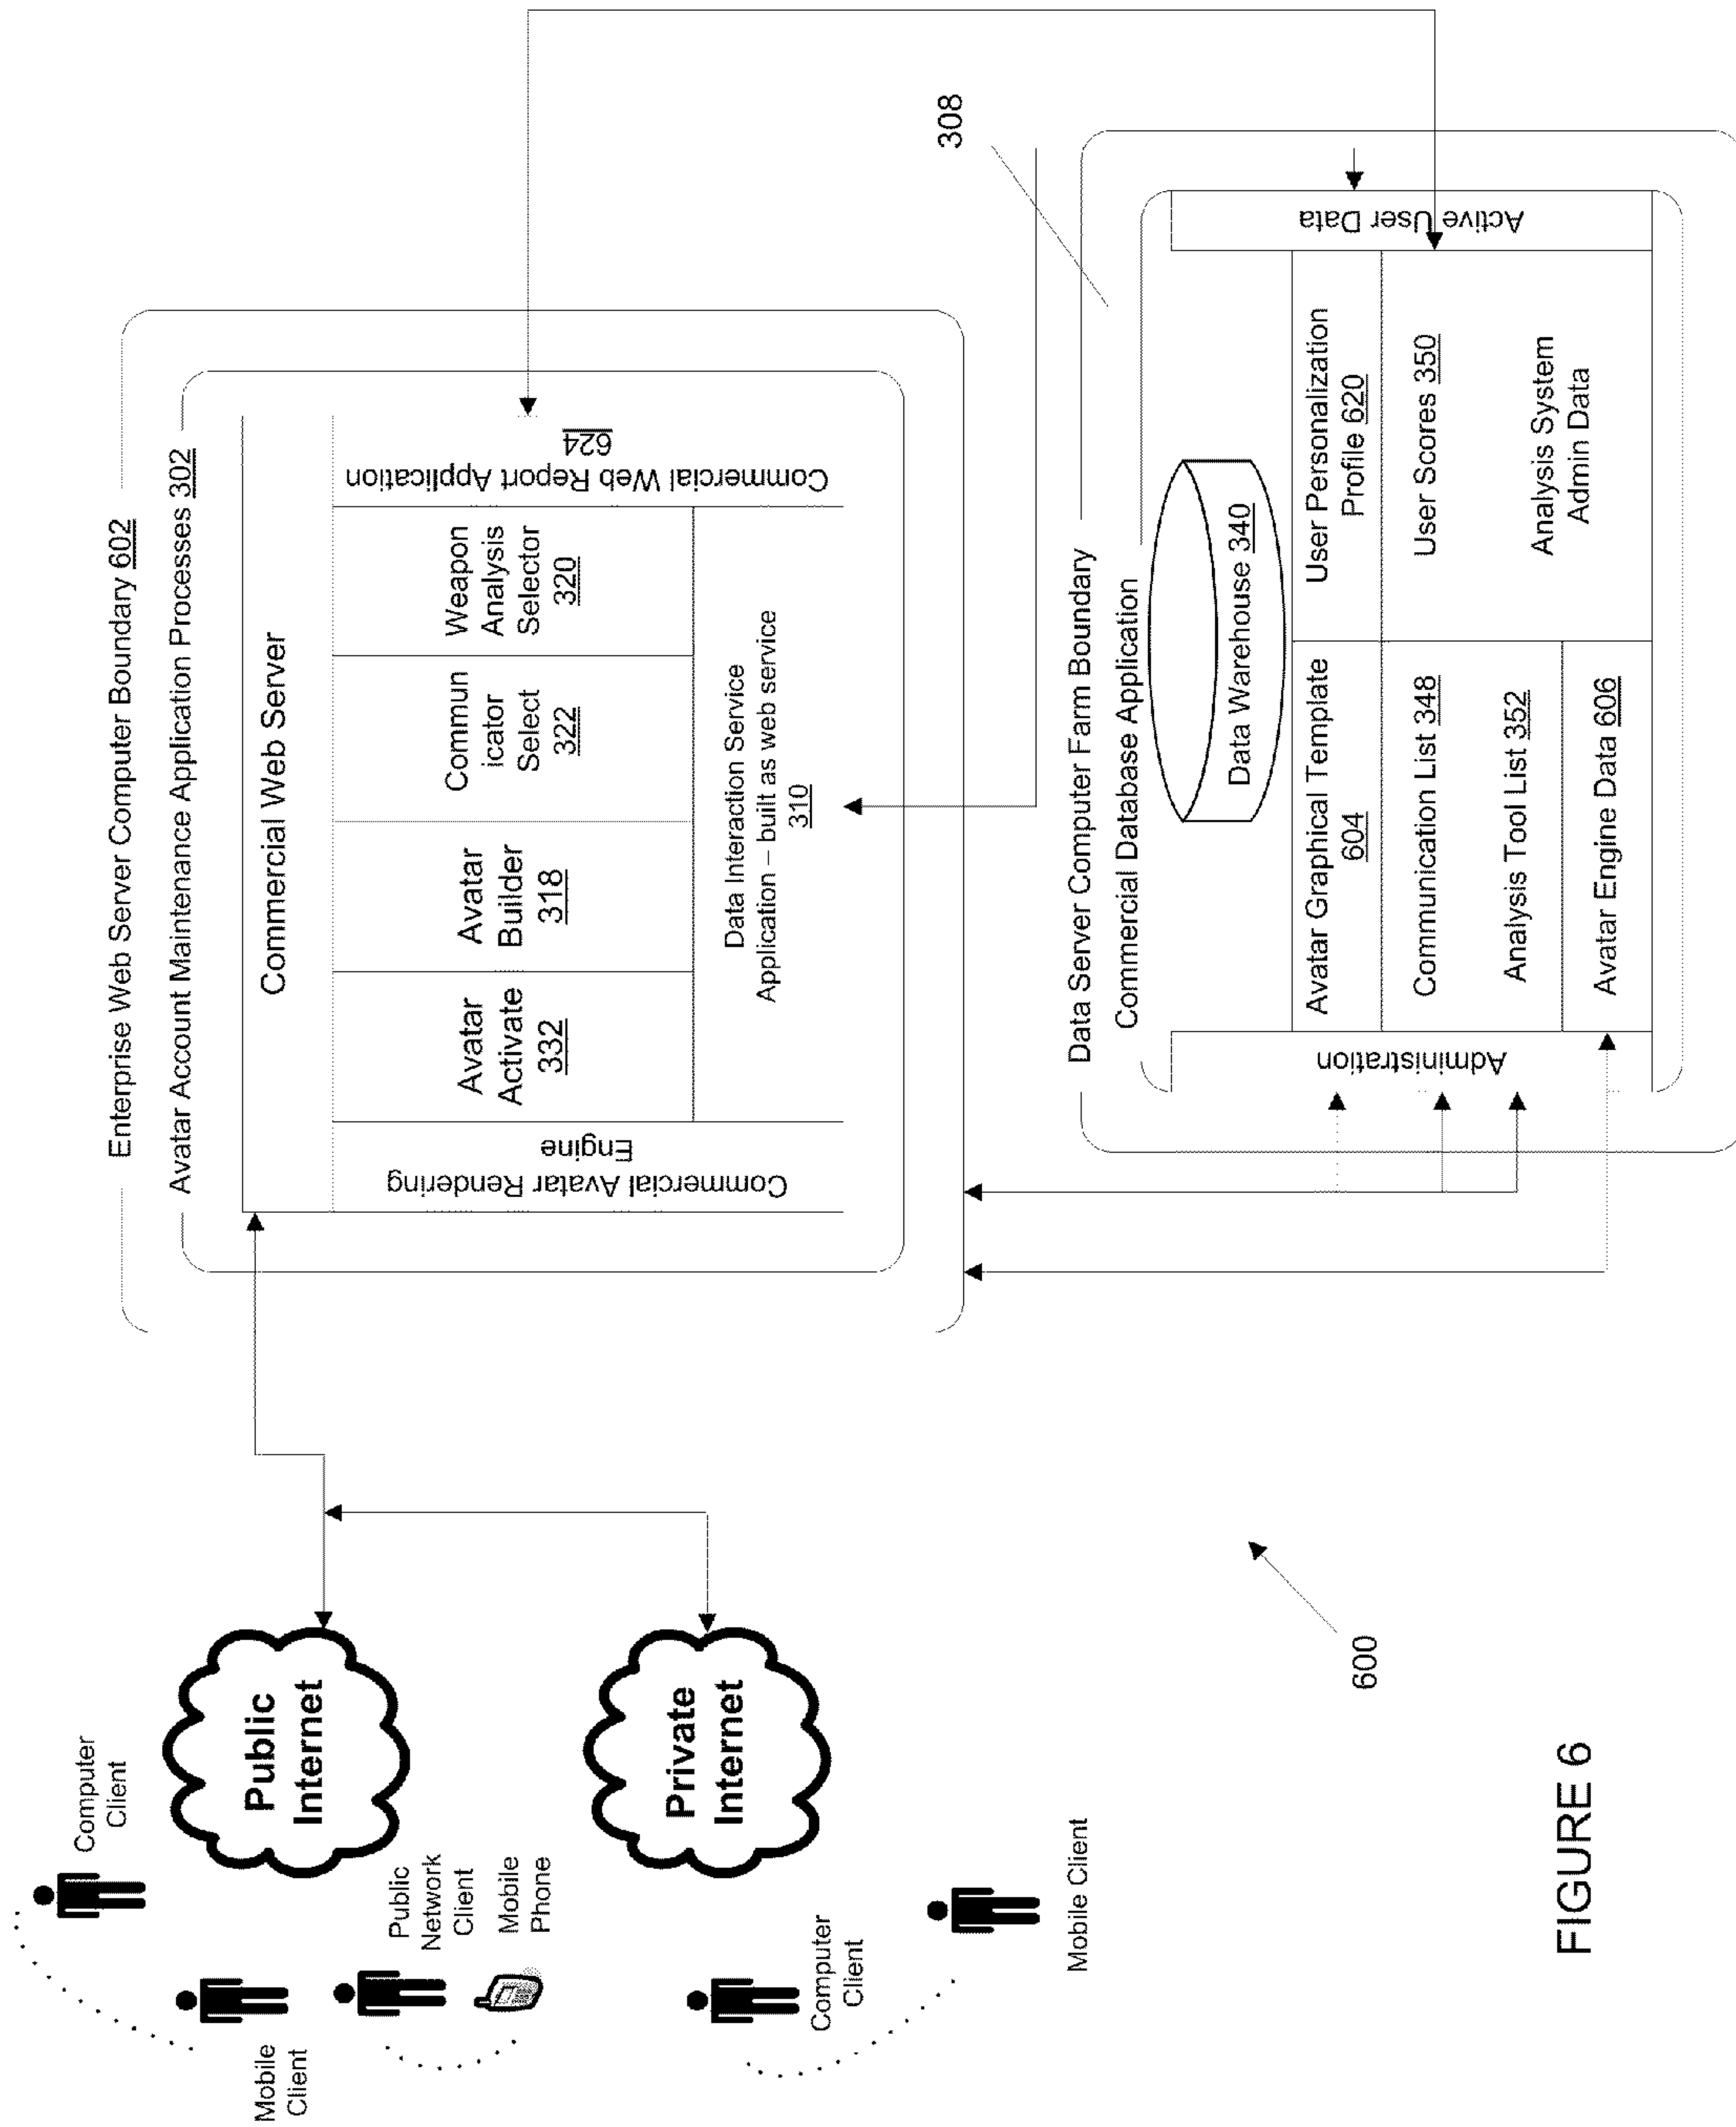 Enterprise Web Server Computer Boundary 602
Avatar Account Maintenance Application Processes 302
Commercial Web Server
Commercial Avatar Rendering
Engine
Avatar
Activate
332
Avatar
Builder
318
Commun
icator
Select
322
Weapon
Analysis
Selector
320
Commercial Web Report Application
624
Data Interaction Service
Application – built as web service
310
Computer
Client
Mobile
Client
Public
Network
Client
Mobile
Phone
Public
Internet
Private
Internet
Computer
Client
Mobile Client
308
Data Server Computer Farm Boundary
Commercial Database Application
Data Warehouse 340
Administration
Avatar Graphical Template
604
User Personalization
Profile 620
Communication List 348
Analysis Tool List 352
Avatar Engine Data 606
User Scores 350
Analysis System
Admin Data
Active User Data
600
FIGURE 6